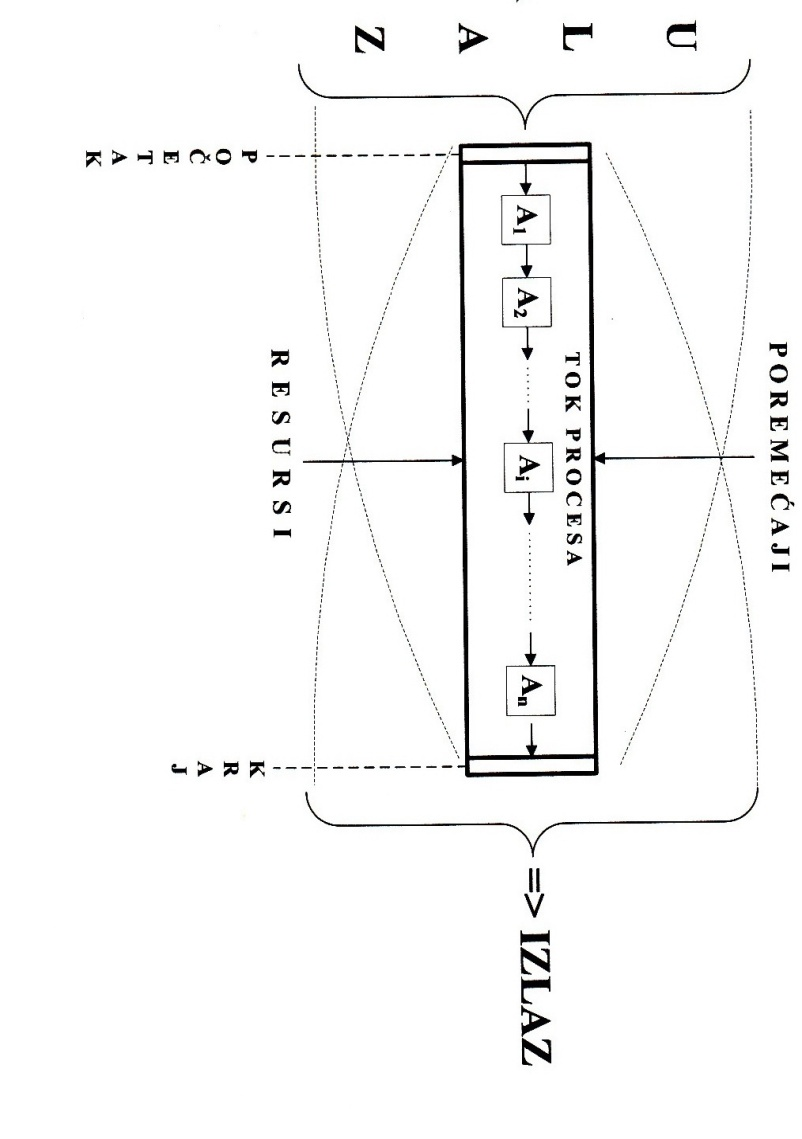 POREMEĆAJI
ULAZ
TOK PROCESA
A1
A2
Ai
An
=> IZLAZ
RESURSI
POČETAK
KRAJ